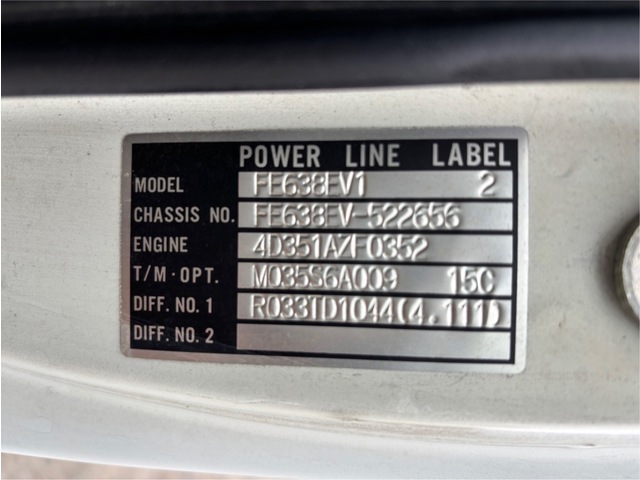 POWER LINE LABEL
MODEL FE638EV1 2
CHASSIS NO. FE638EV-522656
ENGINE 4D351AZF0352
T/M·OPT. M035S6A009 15C
DIFF. NO. 1 R033TD1044(4.111)
DIFF. NO. 2